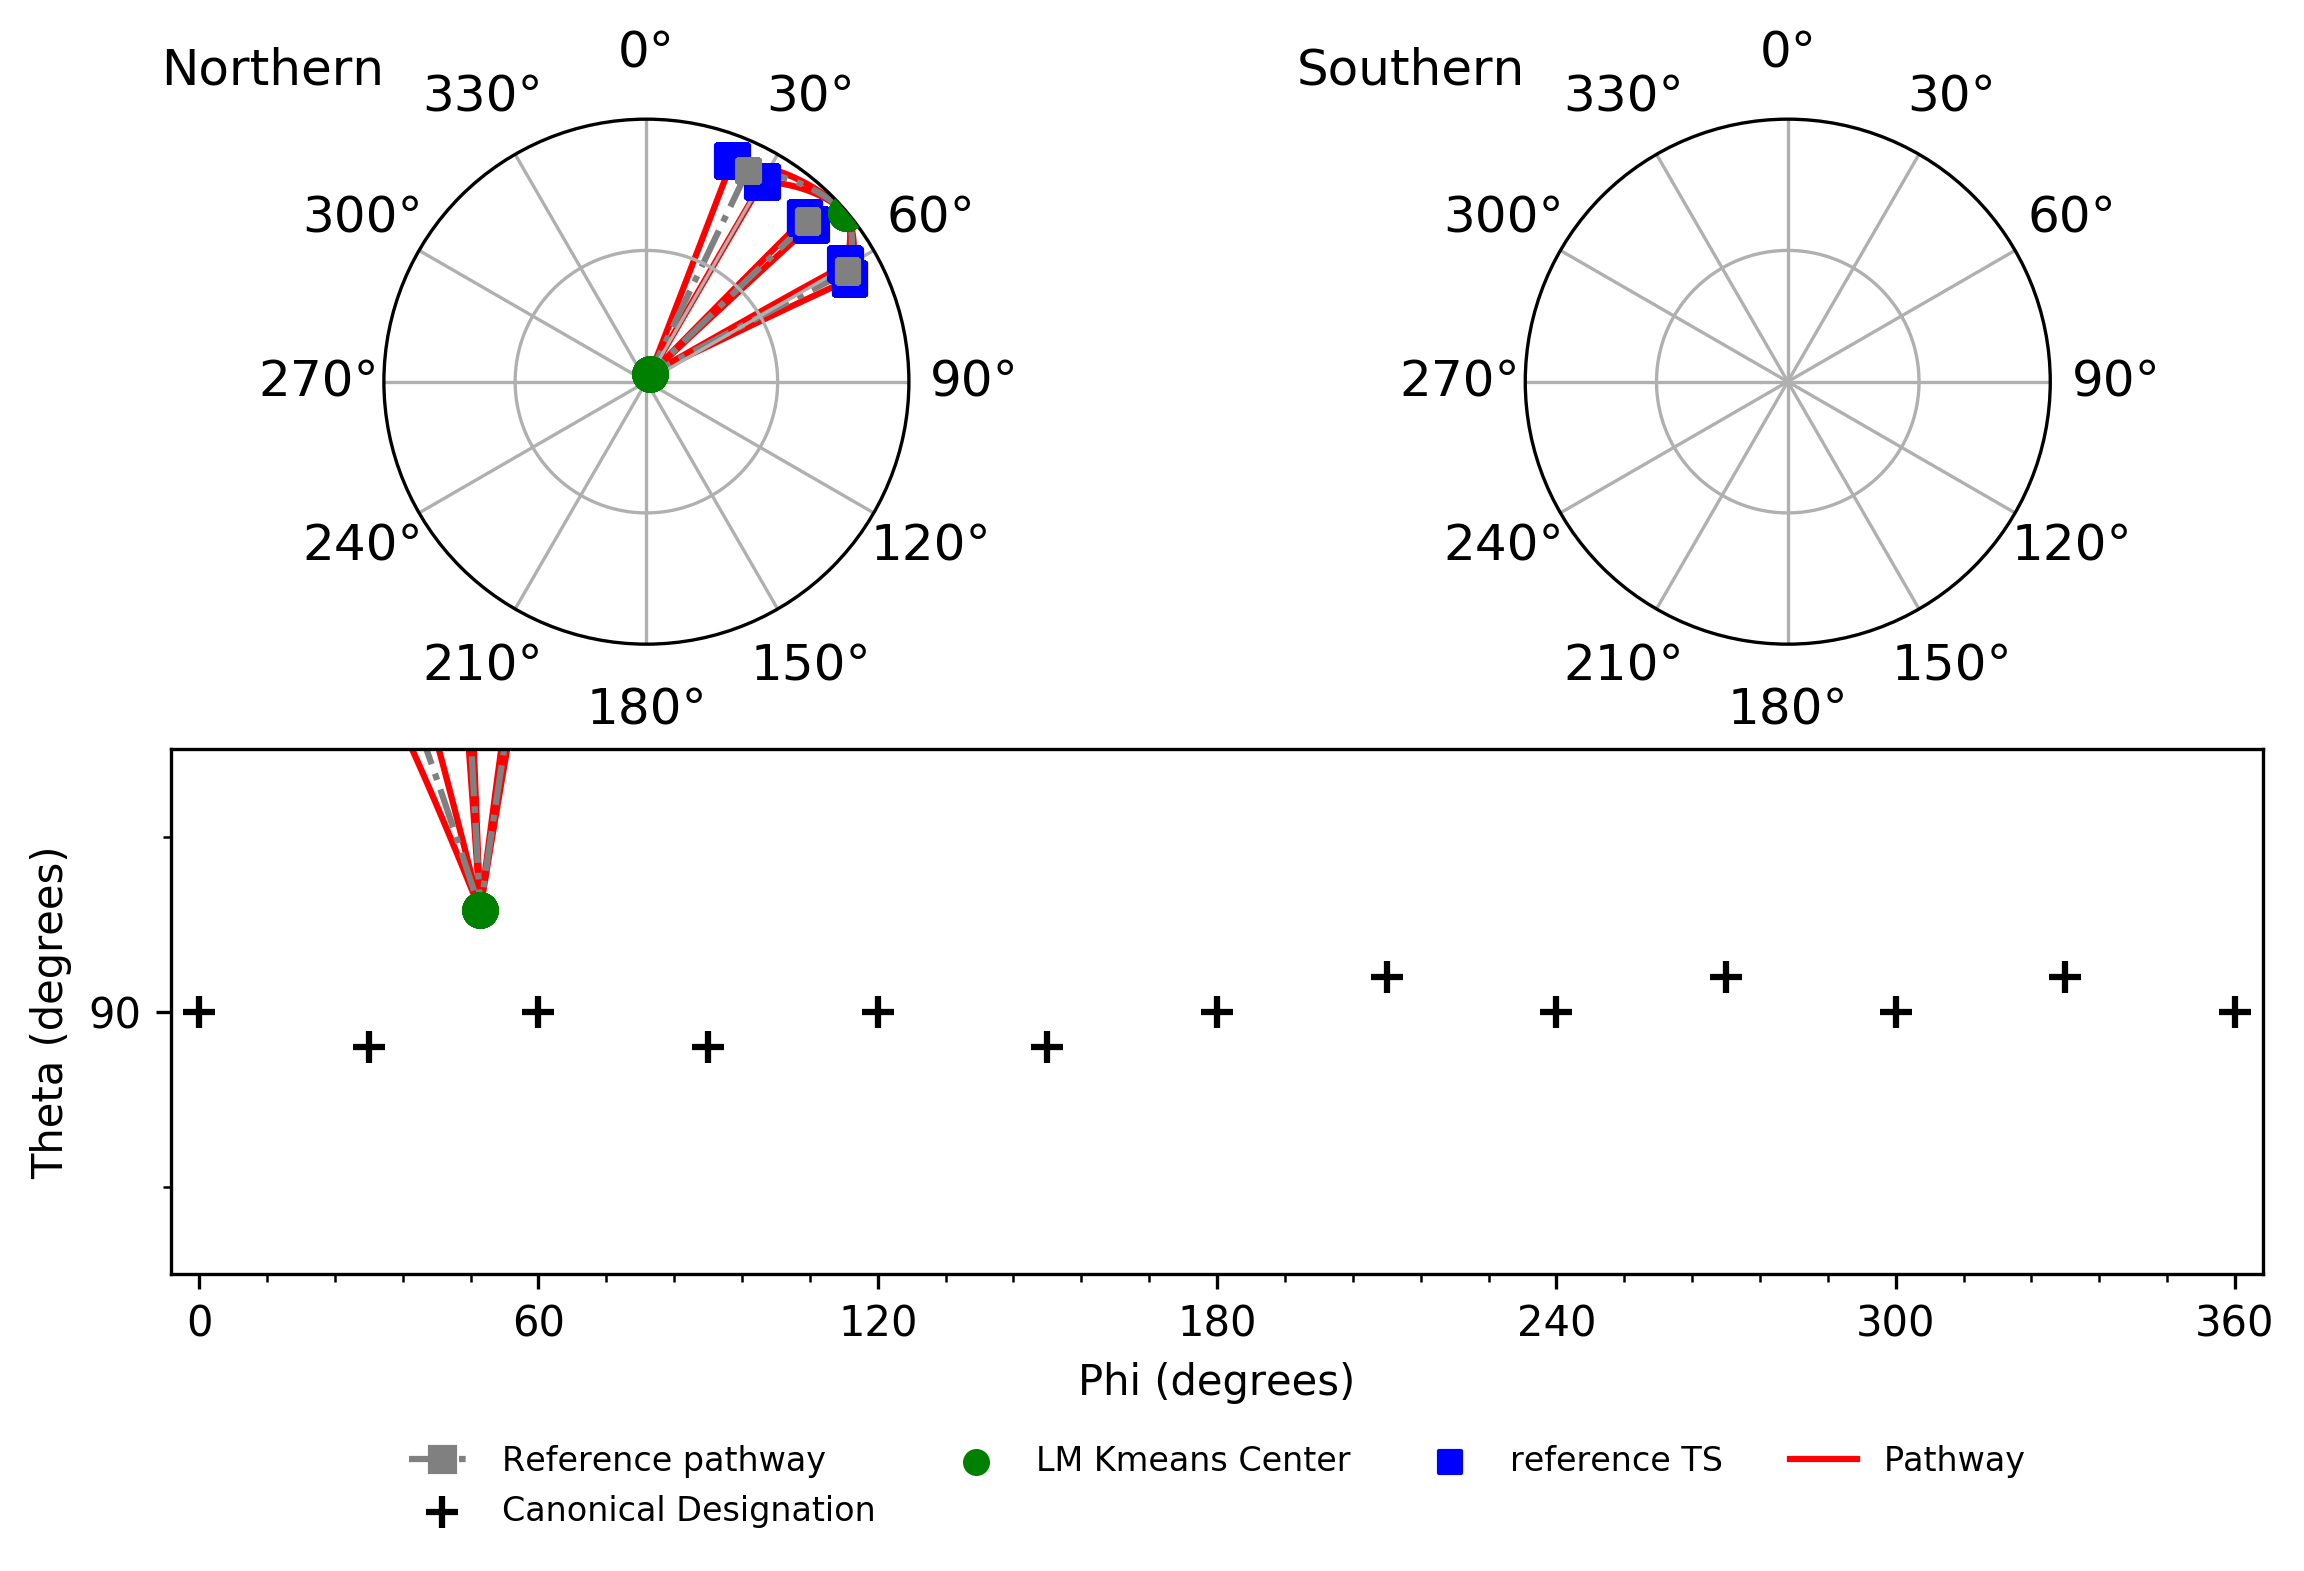 Northern
0°
30°
60°
90°
120°
150°
180°
210°
240°
270°
300°
330°
Southern
0°
30°
60°
90°
120°
150°
180°
210°
240°
270°
300°
330°
Theta (degrees)
90
0 60 120 180 240 300 360
Phi (degrees)
Reference pathway
Canonical Designation
LM Kmeans Center
reference TS
Pathway